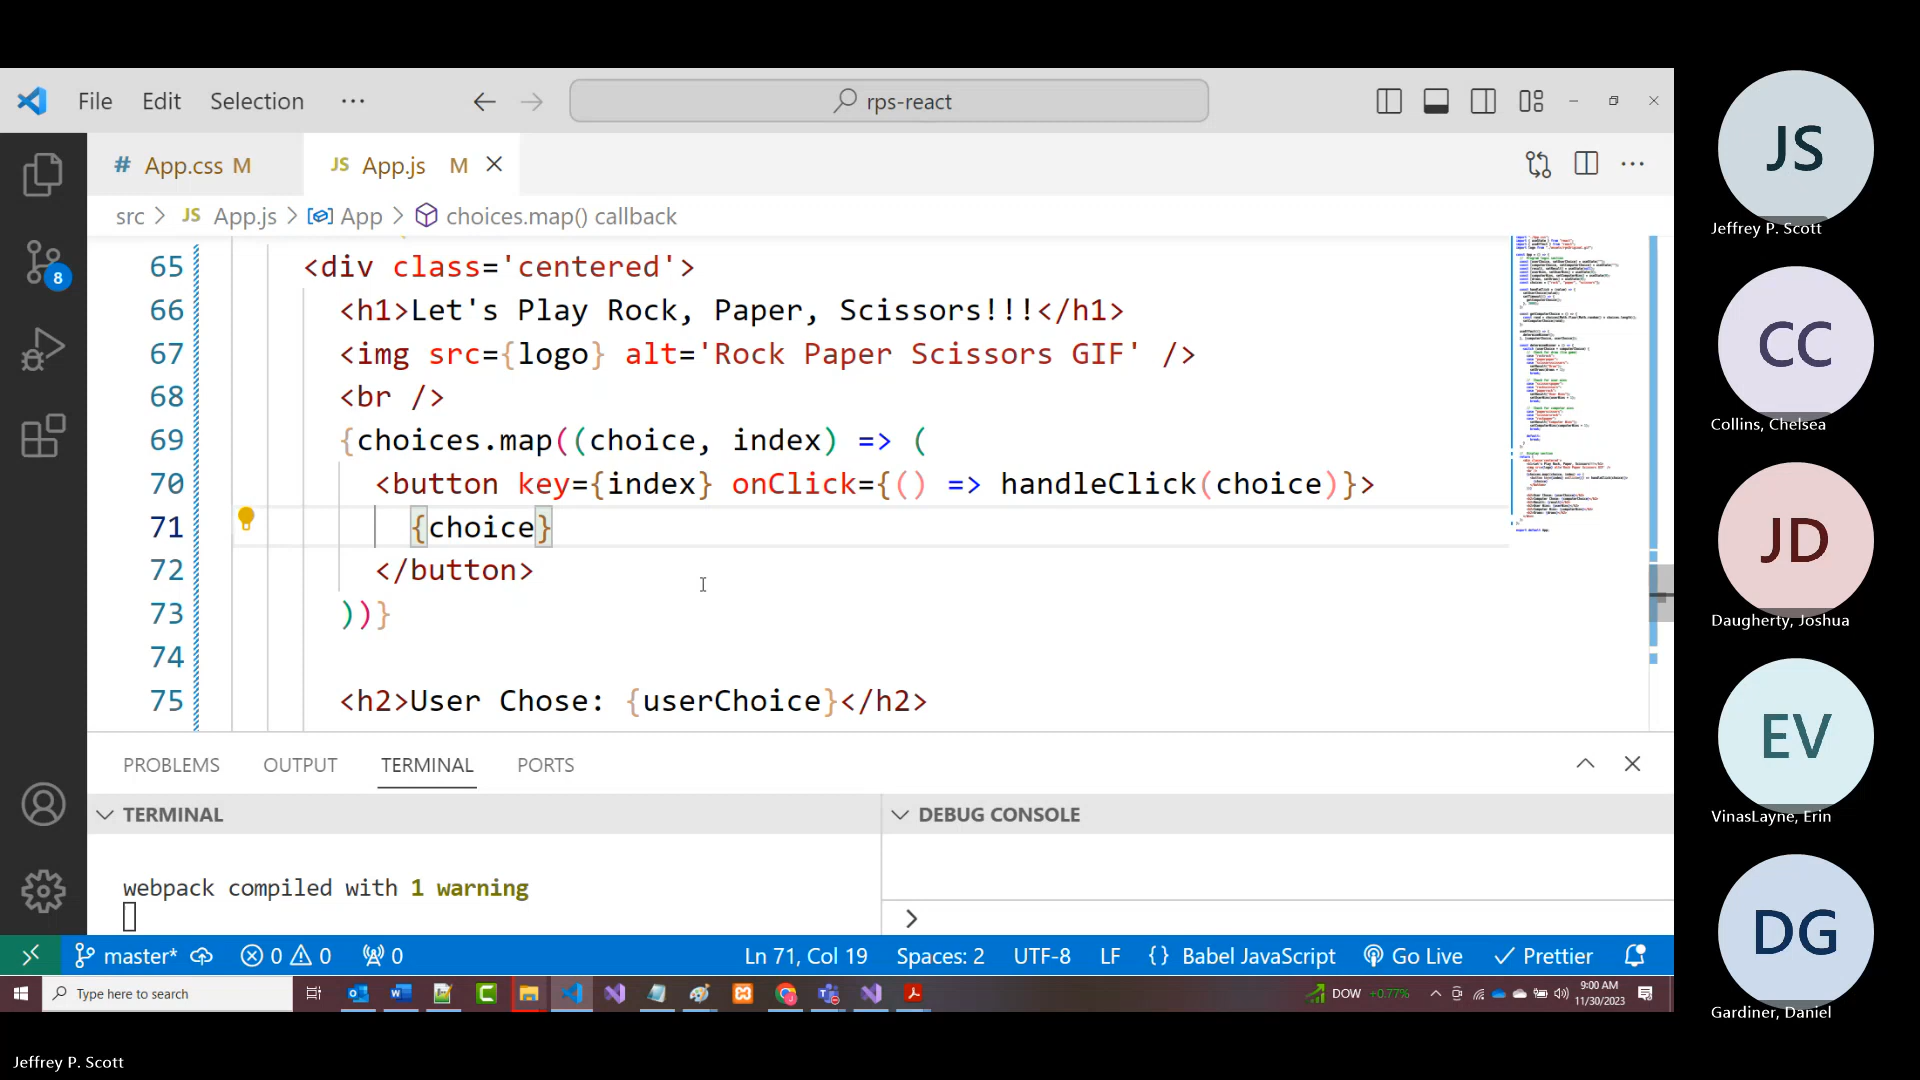 File Edit Selection ···
rps-react
# App.css M
JS App.js M
src > JS App.js > App > choices.map() callback
65 <div class='centered'>
66 <h1>Let's Play Rock, Paper, Scissors!!!</h1>
67 <img src={logo} alt='Rock Paper Scissors GIF' />
68 <br />
69 {choices.map((choice, index) => (
70 <button key={index} onClick={() => handleClick(choice)}>
71 {choice}
72 </button>
73 ))}
74
75 <h2>User Chose: {userChoice}</h2>
8
PROBLEMS OUTPUT TERMINAL PORTS
TERMINAL
DEBUG CONSOLE
webpack compiled with 1 warning
>
master* 0 0 0 Ln 71, Col 19 Spaces: 2 UTF-8 LF {} Babel JavaScript Go Live Prettier
Type here to search
DOW +0.77%
9:00 AM
11/30/2023
JS
Jeffrey P. Scott
CC
Collins, Chelsea
JD
Daugherty, Joshua
EV
VinasLayne, Erin
DG
Gardiner, Daniel
Jeffrey P. Scott